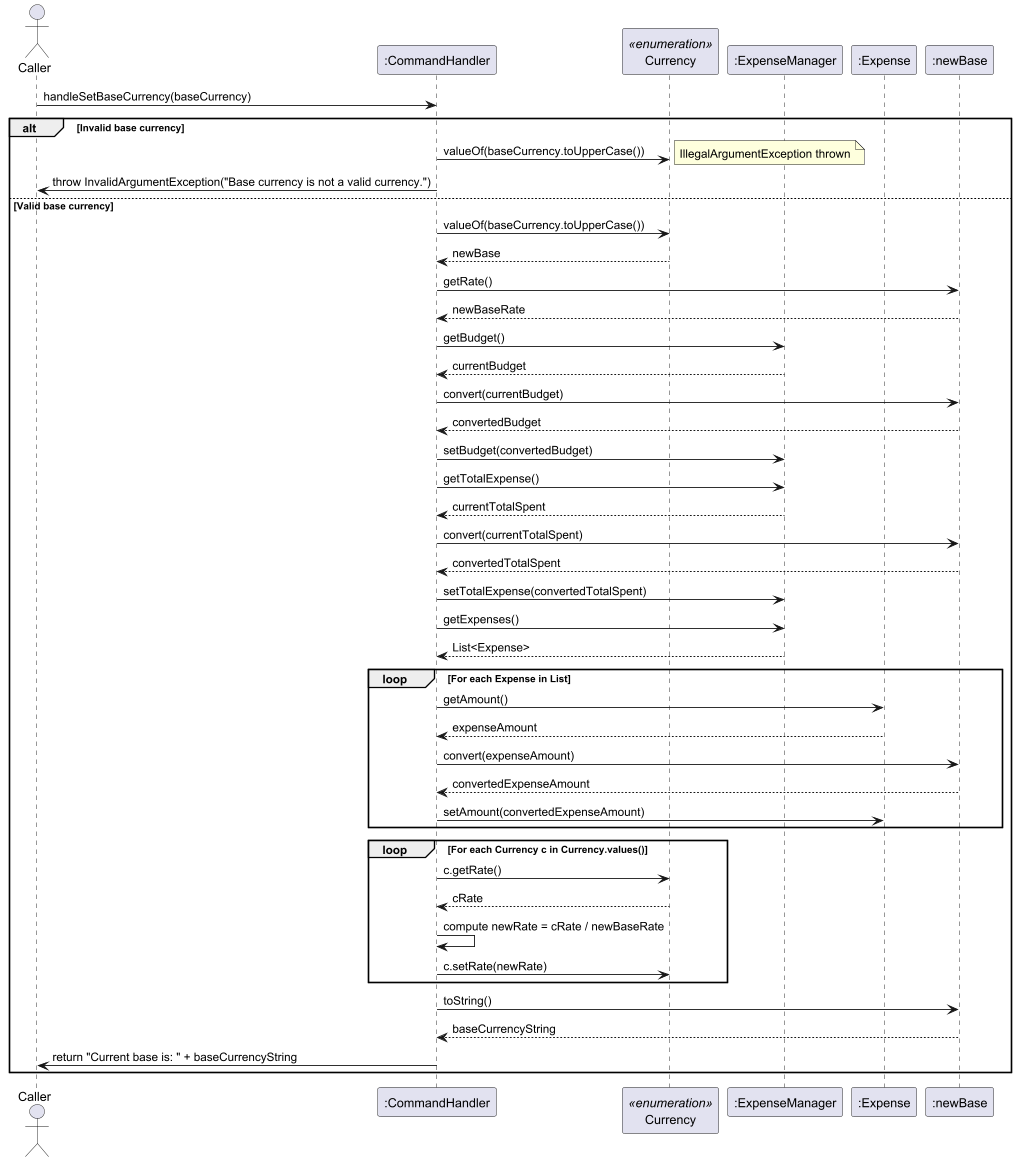 Caller
:CommandHandler
«enumeration»
Currency
:ExpenseManager
:Expense
:newBase
handleSetBaseCurrency(baseCurrency)
alt
[Invalid base currency]
valueOf(baseCurrency.toUpperCase())
IllegalArgumentException thrown
throw InvalidArgumentException("Base currency is not a valid currency.")
[Valid base currency]
valueOf(baseCurrency.toUpperCase())
newBase
getRate()
newBaseRate
getBudget()
currentBudget
convert(currentBudget)
convertedBudget
setBudget(convertedBudget)
getTotalExpense()
currentTotalSpent
convert(currentTotalSpent)
convertedTotalSpent
setTotalExpense(convertedTotalSpent)
getExpenses()
List<Expense>
loop
[For each Expense in List]
getAmount()
expenseAmount
convert(expenseAmount)
convertedExpenseAmount
setAmount(convertedExpenseAmount)
loop
[For each Currency c in Currency.values()]
c.getRate()
cRate
compute newRate = cRate / newBaseRate
c.setRate(newRate)
toString()
baseCurrencyString
return "Current base is: " + baseCurrencyString
Caller
:CommandHandler
«enumeration»
Currency
:ExpenseManager
:Expense
:newBase